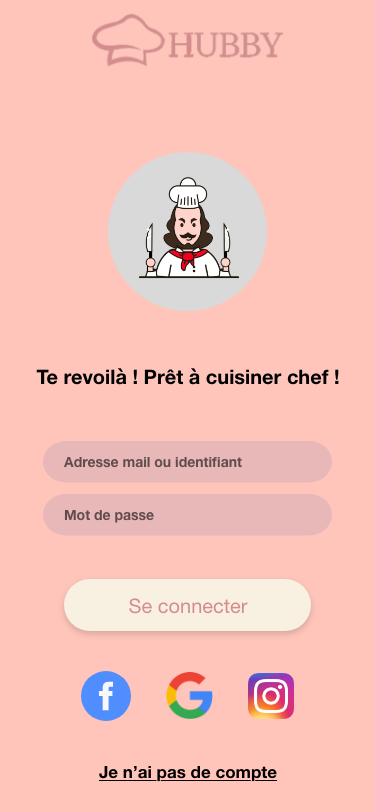 HUBBY
Te revoilà ! Prêt à cuisiner chef !
Adresse mail ou identifiant
Mot de passe
Se connecter
Je n’ai pas de compte